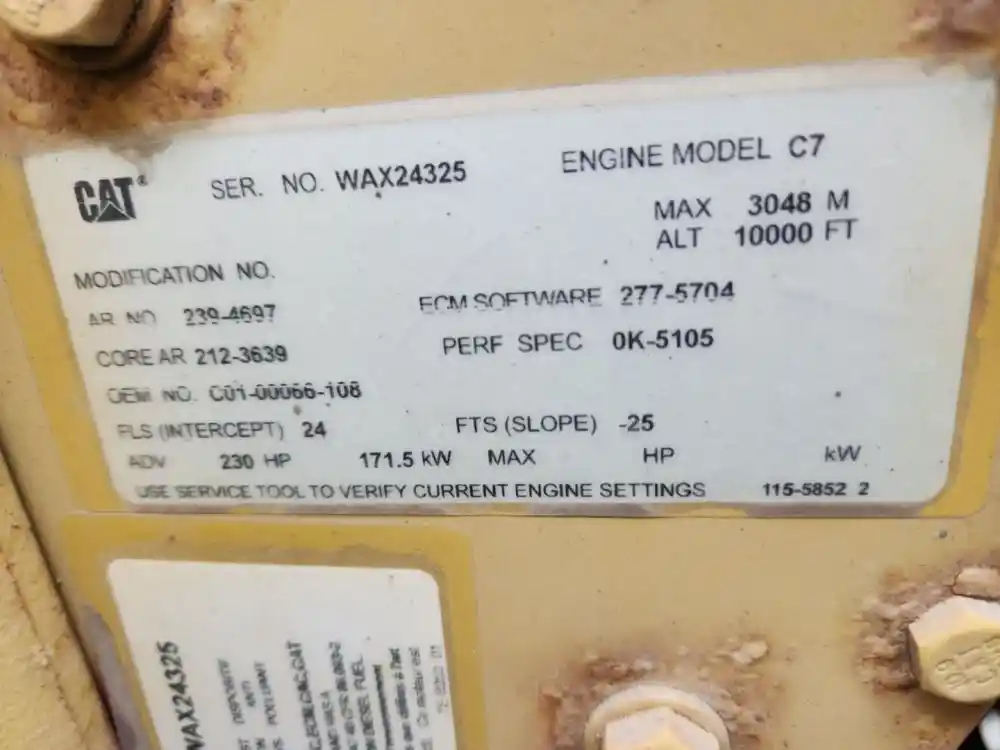 CAT®
SER. NO. WAX24325
ENGINE MODEL C7
MAX 3048 M
ALT 10000 FT
MODIFICATION NO.
AR NO 239-4697
ECM SOFTWARE 277-5704
CORE AR 212-3639
PERF SPEC 0K-5105
OEM NO. C01-00066-108
FLS (INTERCEPT) 24
FTS (SLOPE) -25
ADV 230 HP 171.5 kW MAX HP kW
USE SERVICE TOOL TO VERIFY CURRENT ENGINE SETTINGS 115-5852 2
WAX24325
DIESEL FUEL